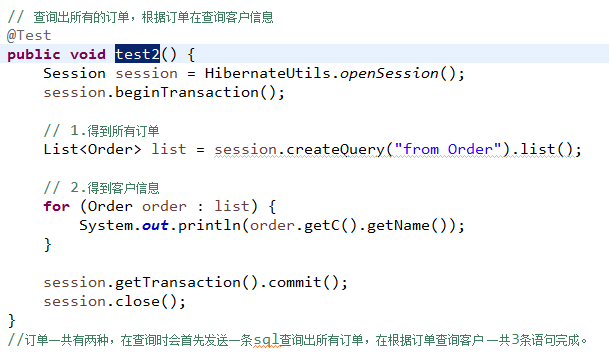 // 查询出所有的订单，根据订单在查询客户信息
@Test
public void test2() {
Session session = HibernateUtils.openSession();
session.beginTransaction();
// 1.得到所有订单
List<Order> list = session.createQuery("from Order").list();
// 2.得到客户信息
for (Order order : list) {
System.out.println(order.getC().getName());
}
session.getTransaction().commit();
session.close();
}
//订单一共有两种，在查询时会首先发送一条sql查询出所有订单，在根据订单查询客户一共3条语句完成。